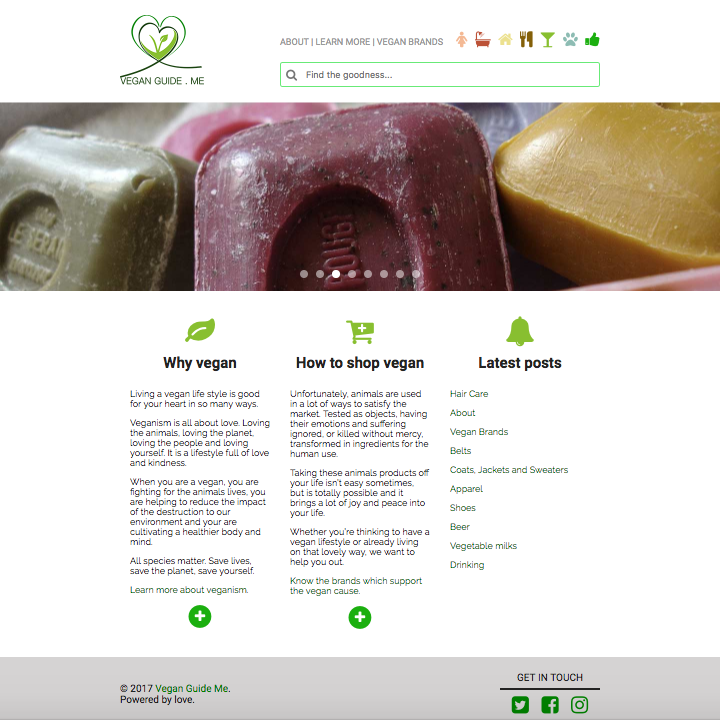 VEGAN GUIDE . ME
ABOUT | LEARN MORE | VEGAN BRANDS
Find the goodness...
Why vegan
Living a vegan life style is good
for your heart in so many ways.
Veganism is all about love. Loving
the animals, loving the planet,
loving the people and loving
yourself. It is a lifestyle full of love
and kindness.
When you are a vegan, you are
fighting for the animals lives, you
are helping to reduce the impact
of the destruction to our
environment and your are
cultivating a healthier body and
mind.
All species matter. Save lives,
save the planet, save yourself.
Learn more about veganism.
How to shop vegan
Unfortunately, animals are used
in a lot of ways to satisfy the
market. Tested as objects, having
their emotions and suffering
ignored, or killed without mercy,
transformed in ingredients for the
human use.
Taking these animals products off
your life isn't easy sometimes,
but is totally possible and it
brings a lot of joy and peace into
your life.
Whether you're thinking to have a
vegan lifestyle or already living
on that lovely way, we want to
help you out.
Know the brands which support
the vegan cause.
Latest posts
Hair Care
About
Vegan Brands
Belts
Coats, Jackets and Sweaters
Apparel
Shoes
Beer
Vegetable milks
Drinking
© 2017 Vegan Guide Me.
Powered by love.
GET IN TOUCH